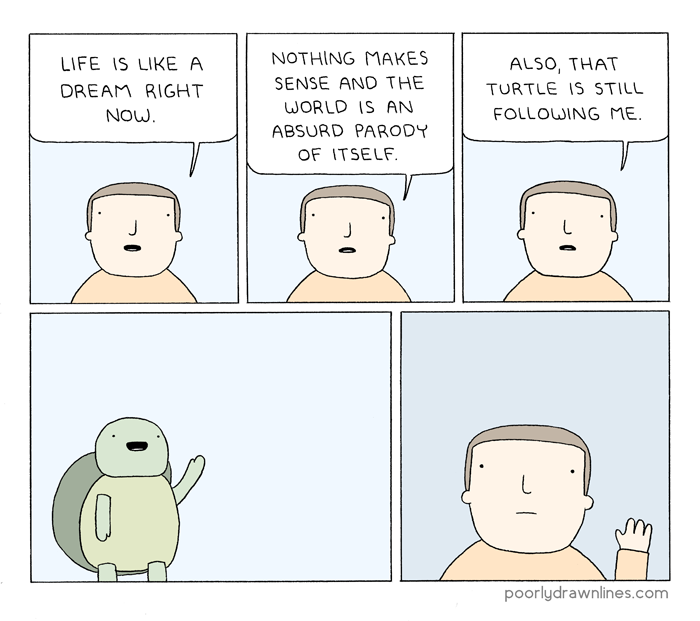 LIFE IS LIKE A
DREAM RIGHT
NOW.
NOTHING MAKES
SENSE AND THE
WORLD IS AN
ABSURD PARODY
OF ITSELF.
ALSO, THAT
TURTLE IS STILL
FOLLOWING ME.
poorlydrawnlines.com